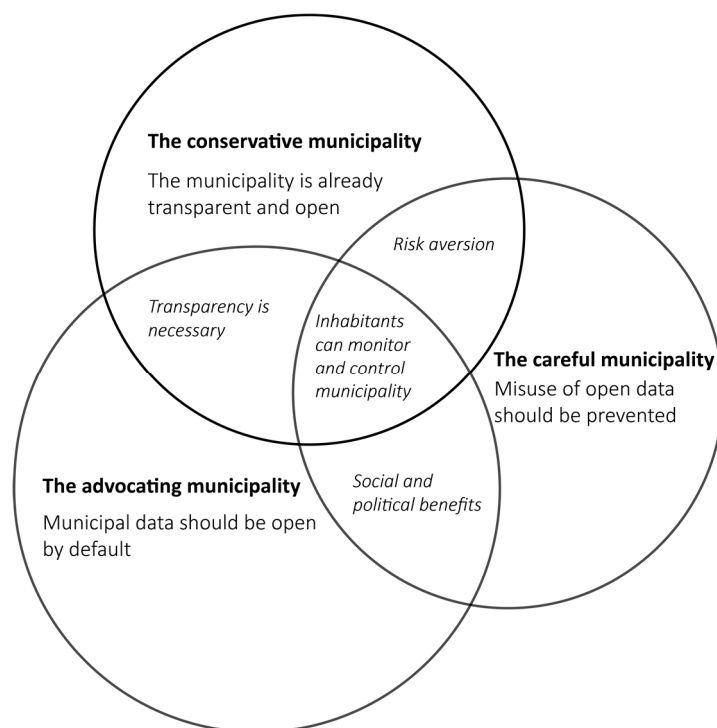 The conservative municipality
The municipality is already
transparent and open
Risk aversion
Transparency is
necessary
Inhabitants
can monitor
and control
municipality
The careful municipality
Misuse of open data
should be prevented
The advocating municipality
Municipal data should be open
by default
Social and
political benefits